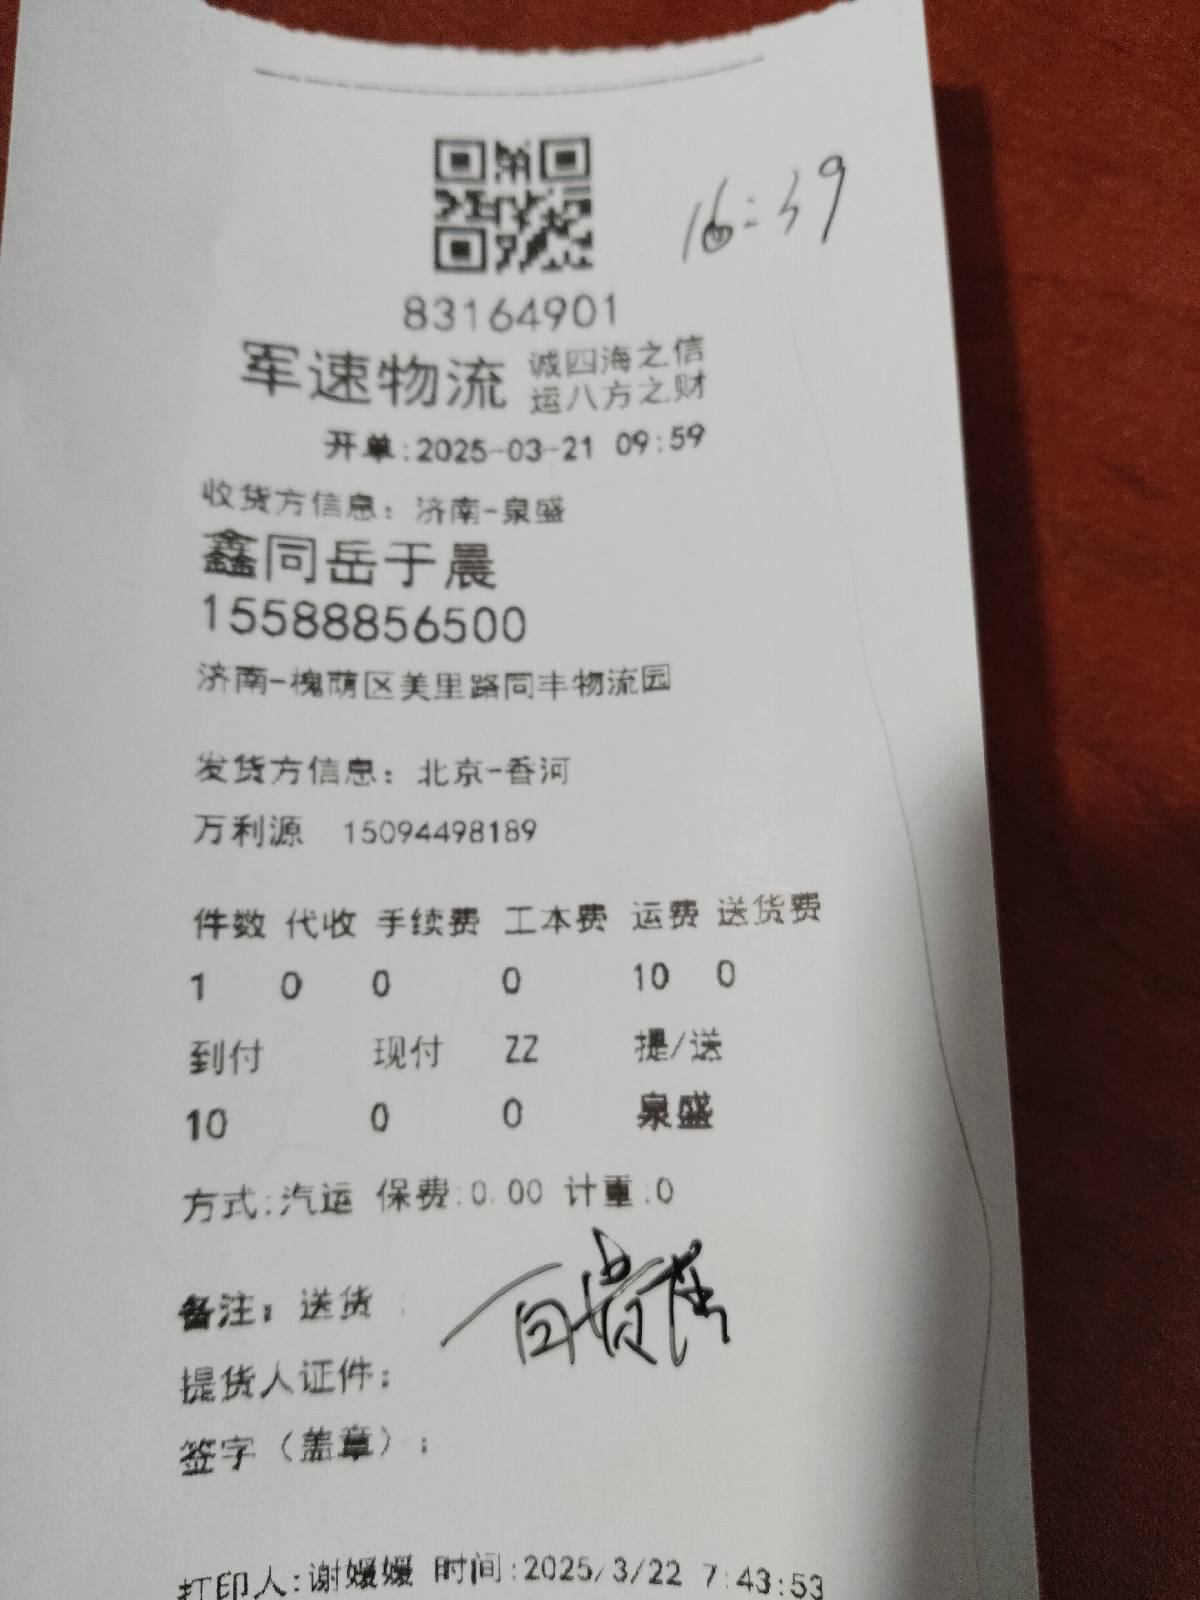 16:39
83164901
军速物流 诚四海之信
运八方之财
开单:2025-03-21 09:59
收货方信息：济南-泉盛
鑫同岳于晨
15588856500
济南-槐荫区美里路同丰物流园
发货方信息：北京-香河
万利源 15094498189
件数 代收 手续费 工本费 运费 送货费
1 0 0 0 10 0
到付 现付 ZZ 提/送
10 0 0 泉盛
方式:汽运 保费:0.00 计重:0
备注：送货
提货人证件：
签字（盖章）：
打印人:谢媛媛 时间:2025/3/22 7:43:53